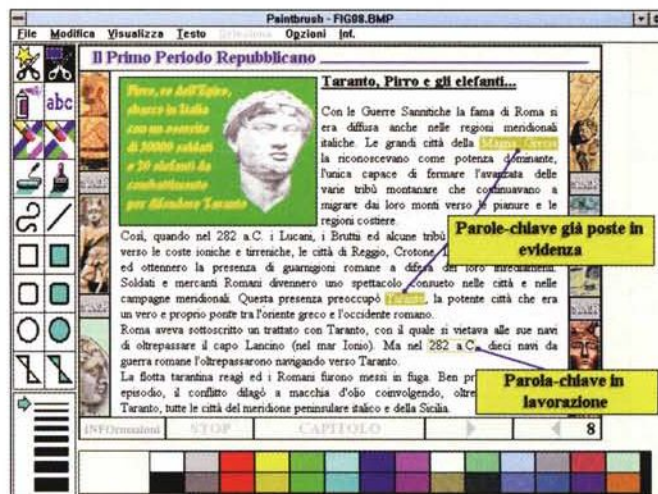 Paintbrush - FIG08.BMP
File Modifica Visualizza Testo Seleziona Opzioni Inf.
abc
Il Primo Periodo Repubblicano
Pirro, re dell'Epiro,
sbarco in Italia
con un esercito
di 30000 soldati
e 20 elefanti da
combattimento
per difendere Taranto
Taranto, Pirro e gli elefanti...
Con le Guerre Sannitiche la fama di Roma si
era diffusa anche nelle regioni meridionali
italiche. Le grandi città della Magna Grecia
la riconoscevano come potenza dominante,
l'unica capace di fermare l'avanzata delle
varie tribù montanare che continuavano a
migrare dai loro monti verso le pianure e le
regioni costiere.
Così, quando nel 282 a.C. i Lucani, i Bruttii ed alcune tribù
verso le coste ioniche e tirreniche, le città di Reggio, Crotone,
ed ottennero la presenza di guarnigioni romane a difesa dei loro insediamenti.
Soldati e mercanti Romani divennero uno spettacolo consueto nelle città e nelle
campagne meridionali. Questa presenza preoccupò Taranto, la potente città che era
un vero e proprio ponte tra l'oriente greco e l'occidente romano.
Roma aveva sottoscritto un trattato con Taranto, con il quale si vietava alle sue navi
di oltrepassare il capo Lancino (nel mar Ionio). Ma nel 282 a.C. dieci navi da
guerra romane l'oltrepassarono navigando verso Taranto.
La flotta tarantina reagì ed i Romani furono messi in fuga. Ben
episodio, il conflitto dilagò a macchia d'olio coinvolgendo, oltre
Taranto, tutte le città del meridione peninsulare italico e della Sicilia.
Parole-chiave già poste in
evidenza
Parola-chiave in
lavorazione
INFOrmazioni STOP CAPITOLO 8